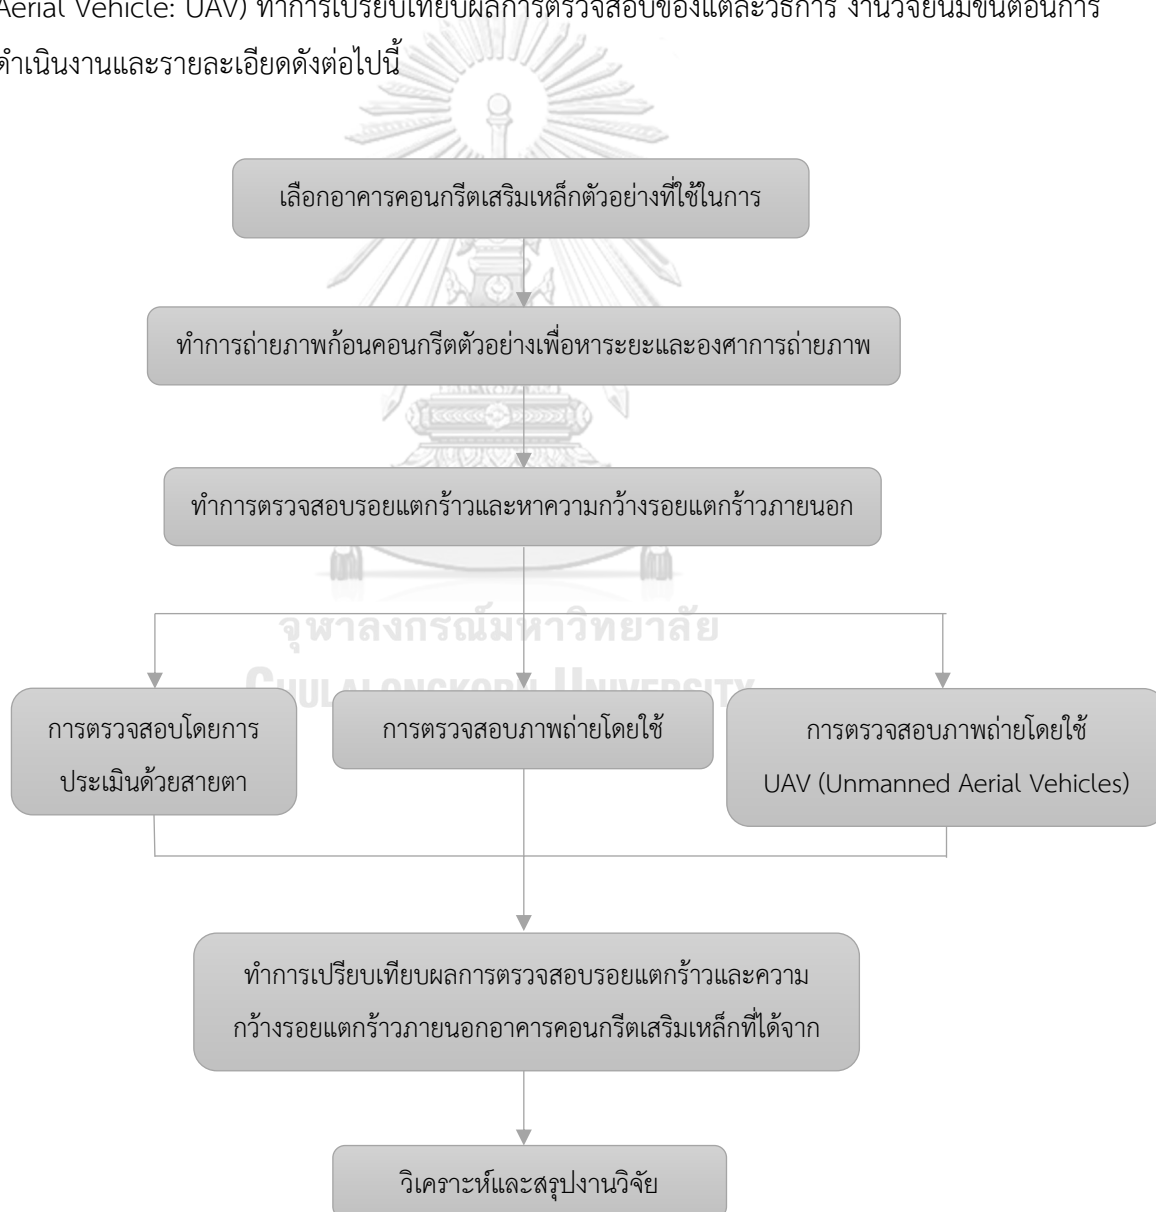 Aerial Vehicle: UAV) ทำการเปรียบเทียบผลการตรวจสอบของแต่ละวิธีการ งานวิจัยนี้มีขั้นตอนการ
ดำเนินงานและรายละเอียดดังต่อไปนี้
เลือกอาคารคอนกรีตเสริมเหล็กตัวอย่างที่ใช้ในการ
ทำการถ่ายภาพก้อนคอนกรีตตัวอย่างเพื่อหาระยะและองศาการถ่ายภาพ
ทำการตรวจสอบรอยแตกร้าวและหาความกว้างรอยแตกร้าวภายนอก
จุฬาลงกรณ์มหาวิทยาลัย
CHULALONGKORN UNIVERSITY
การตรวจสอบโดยการ
ประเมินด้วยสายตา
การตรวจสอบภาพถ่ายโดยใช้
การตรวจสอบภาพถ่ายโดยใช้
UAV (Unmanned Aerial Vehicles)
ทำการเปรียบเทียบผลการตรวจสอบรอยแตกร้าวและความ
กว้างรอยแตกร้าวภายนอกอาคารคอนกรีตเสริมเหล็กที่ได้จาก
วิเคราะห์และสรุปงานวิจัย